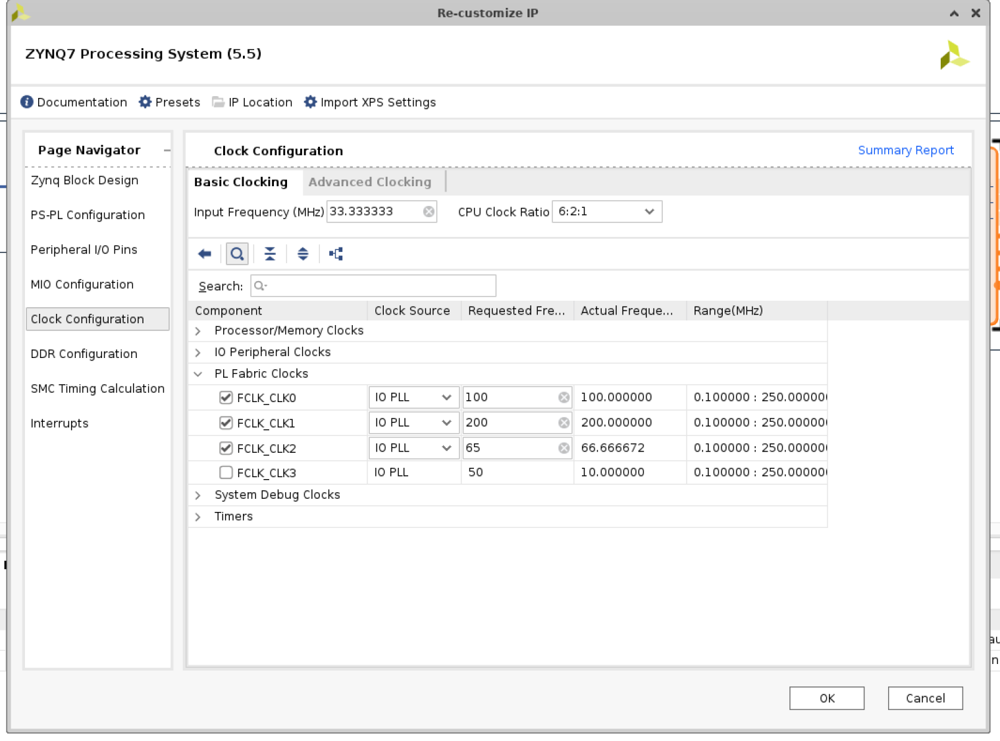 Re-customize IP
ZYNQ7 Processing System (5.5)
Documentation Presets IP Location Import XPS Settings
Page Navigator
Zynq Block Design
PS-PL Configuration
Peripheral I/O Pins
MIO Configuration
Clock Configuration
DDR Configuration
SMC Timing Calculation
Interrupts
Clock Configuration Summary Report
Basic Clocking Advanced Clocking
Input Frequency (MHz) 33.333333 CPU Clock Ratio 6:2:1
Search:
Component Clock Source Requested Fre... Actual Freque... Range(MHz)
Processor/Memory Clocks
IO Peripheral Clocks
PL Fabric Clocks
FCLK_CLK0 IO PLL 100 100.000000 0.100000 : 250.00000
FCLK_CLK1 IO PLL 200 200.000000 0.100000 : 250.00000
FCLK_CLK2 IO PLL 65 66.666672 0.100000 : 250.00000
FCLK_CLK3 IO PLL 50 10.000000 0.100000 : 250.00000
System Debug Clocks
Timers
OK Cancel